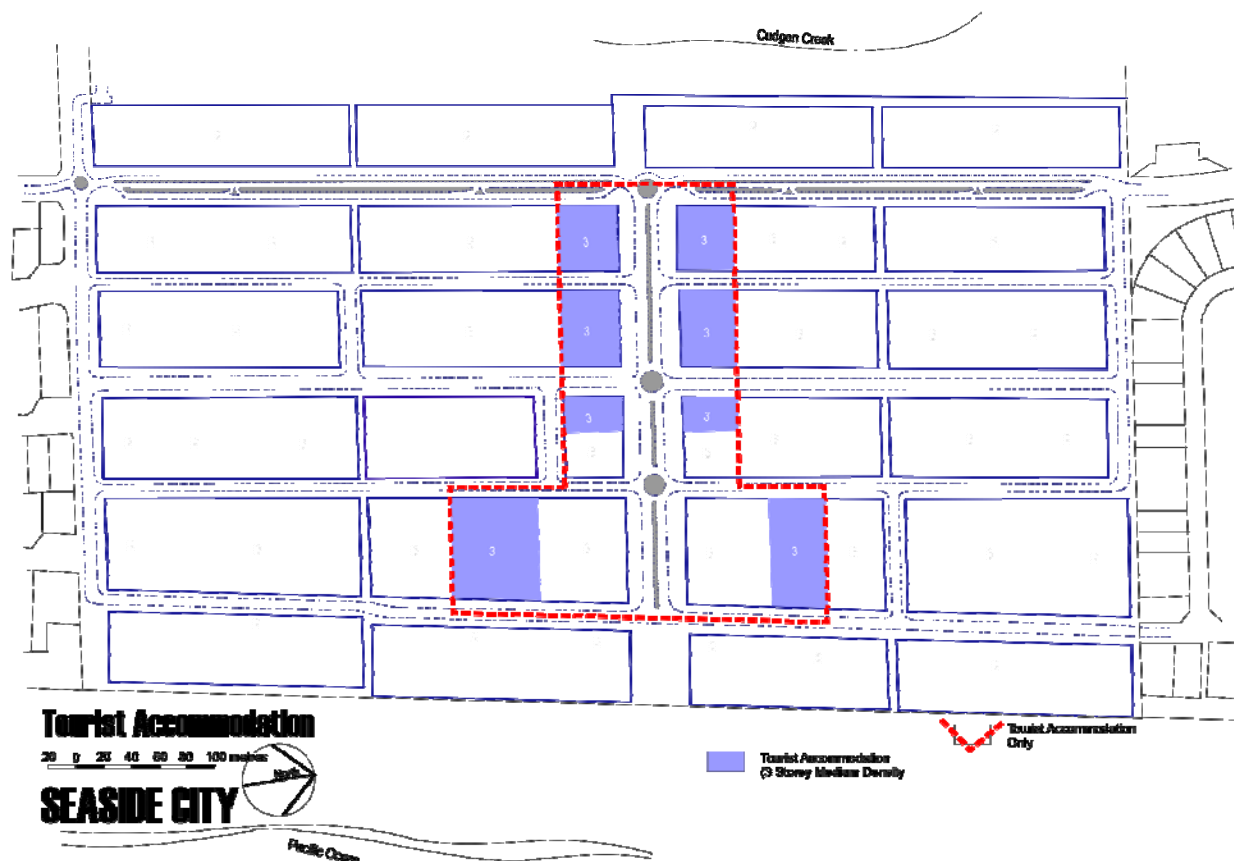 Cudgen Creek
3
3
3
3
3
3
3
3
Tourist Accommodation
20 0 20 40 60 80 100 metres
North
SEASIDE CITY
Tourist Accommodation
(3 Storey Medium Density
Tourist Accommodation
Only
Pacific Ocean